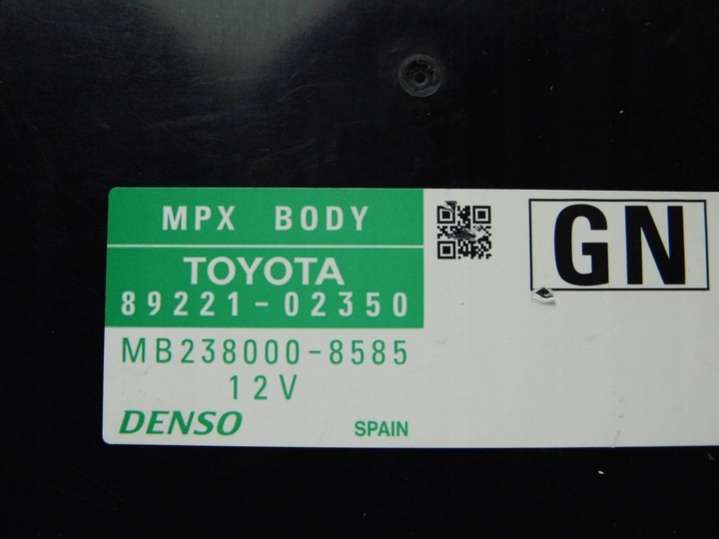 MPX BODY
TOYOTA
89221-02350
MB238000-8585
12V
DENSO
SPAIN
GN